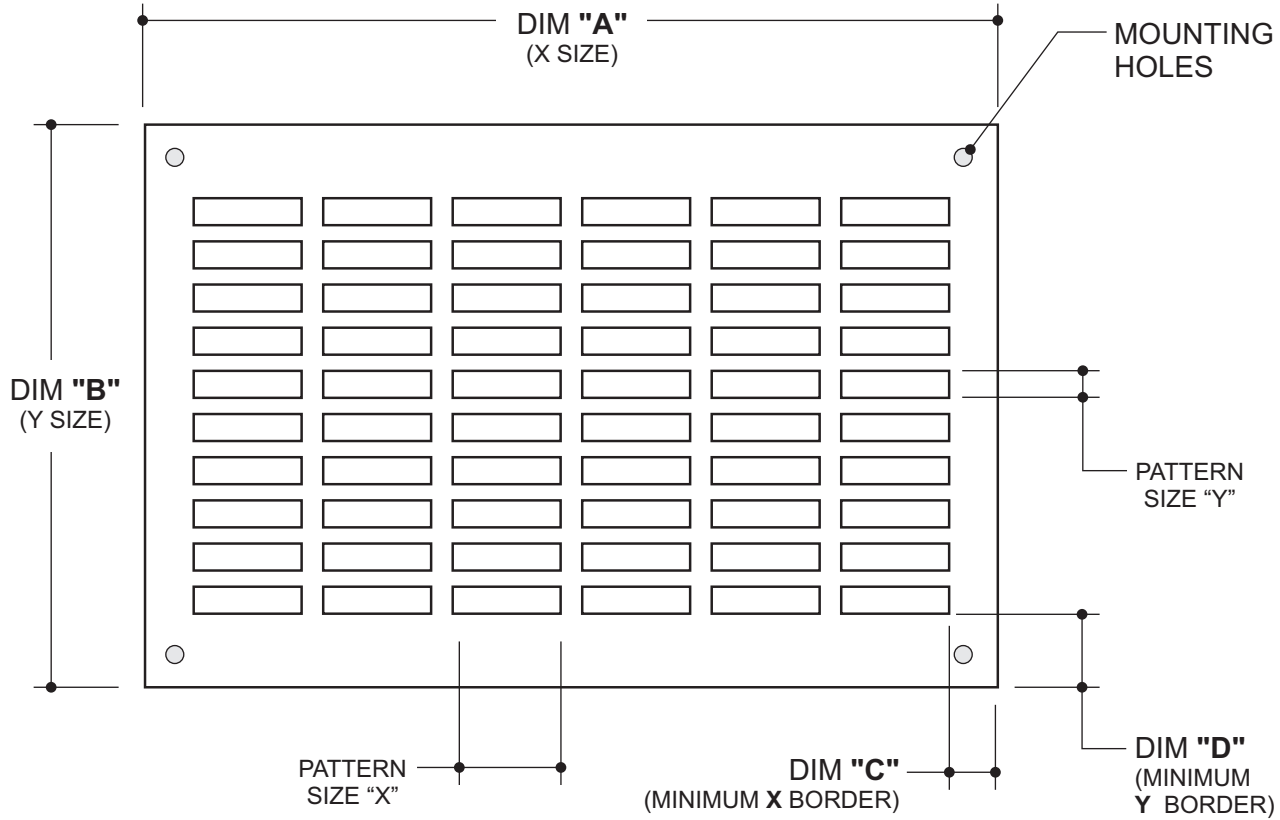 DIM "A"
(X SIZE)
MOUNTING
HOLES
DIM "B"
(Y SIZE)
PATTERN
SIZE “Y”
PATTERN
SIZE “X”
DIM "C"
(MINIMUM X BORDER)
DIM "D"
(MINIMUM
Y BORDER)